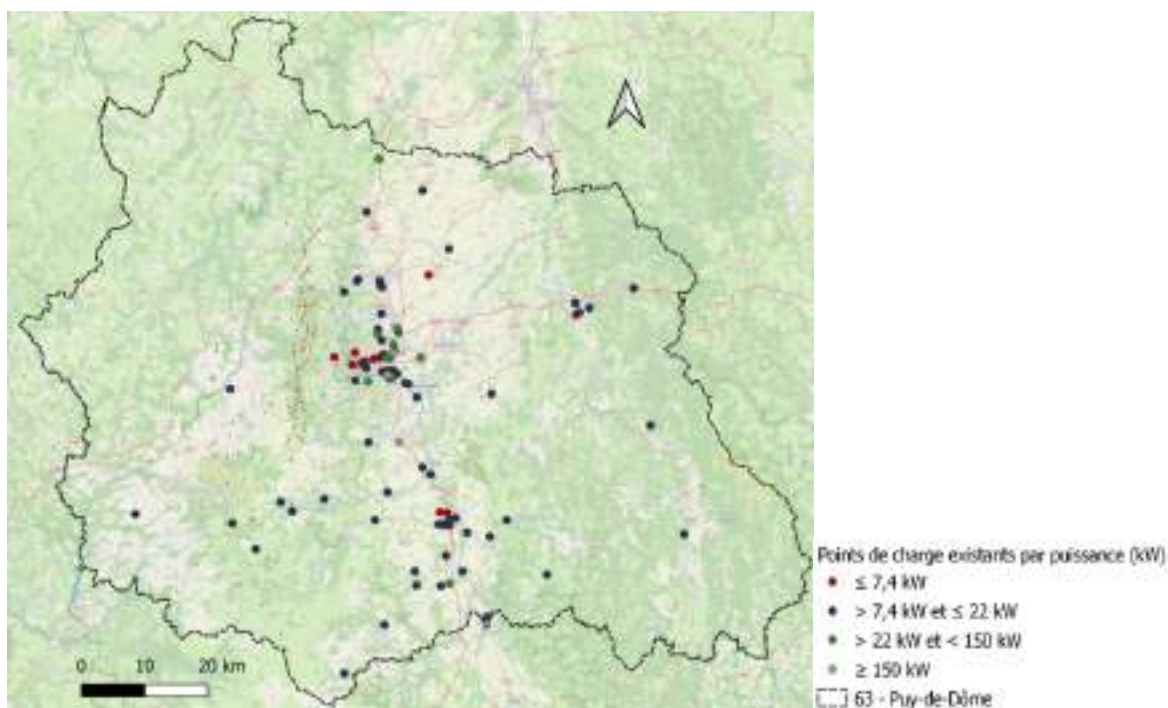 0 10 20 km
Points de charge existants par puissance (kW)
≤ 7,4 kW
> 7,4 kW et ≤ 22 kW
> 22 kW et < 150 kW
≥ 150 kW
63 - Puy-de-Dôme